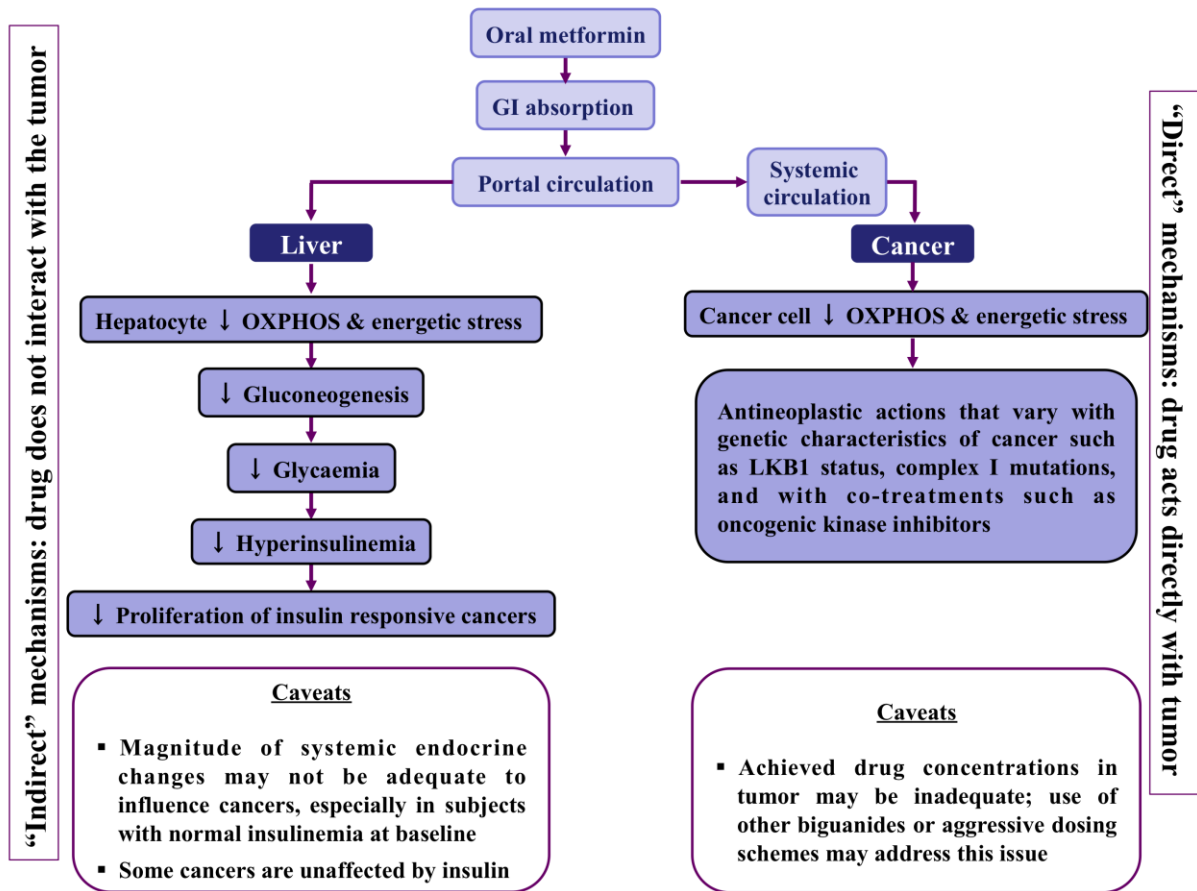 Oral metformin
GI absorption
Portal circulation
Systemic
circulation
Liver
Hepatocyte ↓ OXPHOS & energetic stress
↓ Gluconeogenesis
↓ Glycaemia
↓ Hyperinsulinemia
↓ Proliferation of insulin responsive cancers
Caveats
▪ Magnitude of systemic endocrine
changes may not be adequate to
influence cancers, especially in subjects
with normal insulinemia at baseline
▪ Some cancers are unaffected by insulin
“Indirect” mechanisms: drug does not interact with the tumor
Cancer
Cancer cell ↓ OXPHOS & energetic stress
Antineoplastic actions that vary with
genetic characteristics of cancer such
as LKB1 status, complex I mutations,
and with co-treatments such as
oncogenic kinase inhibitors
Caveats
▪ Achieved drug concentrations in
tumor may be inadequate; use of
other biguanides or aggressive dosing
schemes may address this issue
“Direct” mechanisms: drug acts directly with tumor